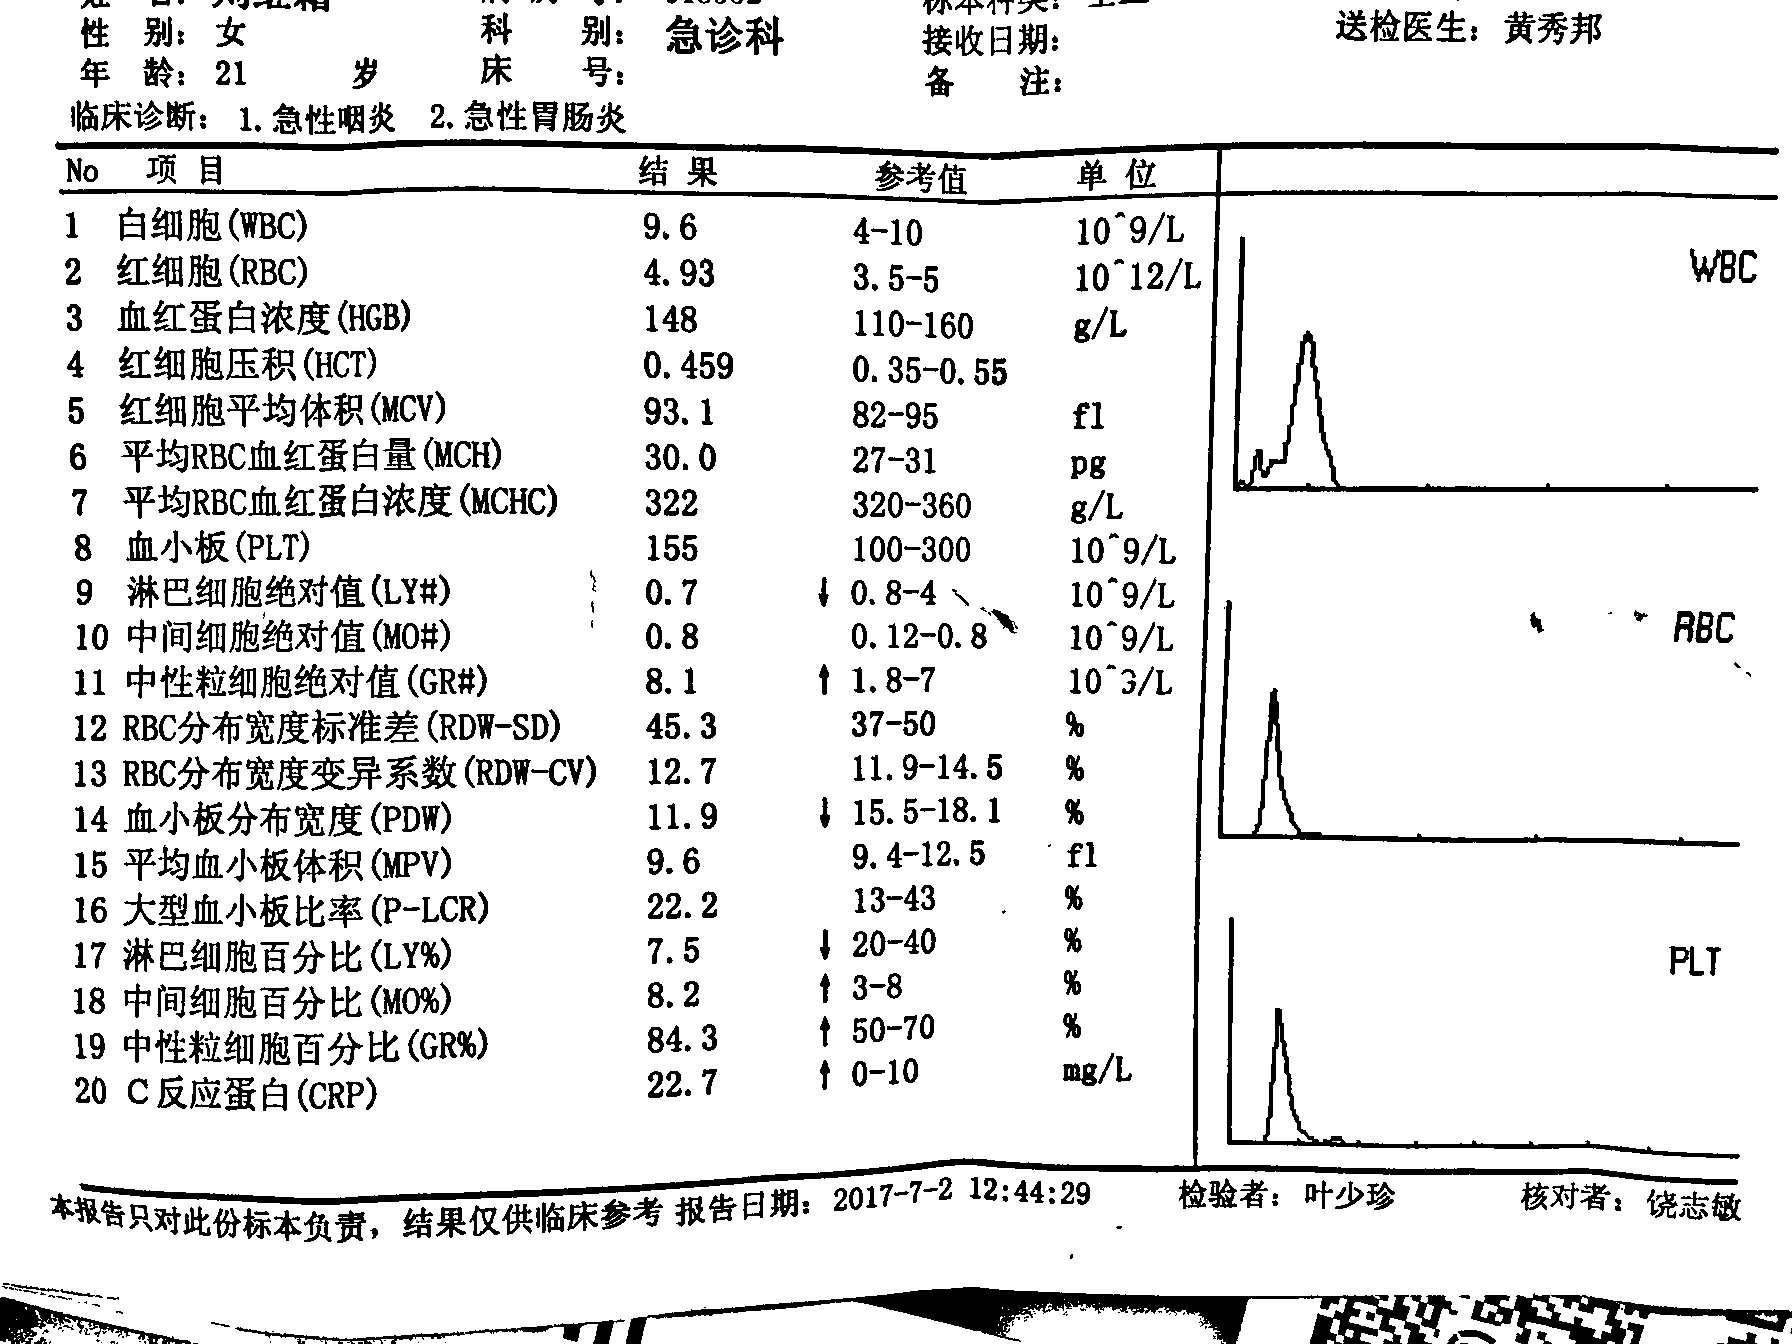 性 别： 女 科 别： 急诊科 接收日期： 送检医生： 黄秀邦
年 龄： 21 岁 床 号： 备 注：
临床诊断： 1. 急性咽炎 2. 急性胃肠炎
No 项 目 结 果 参考值 单 位
1 白细胞(WBC) 9.6 4-10 10^9/L
WBC
2 红细胞(RBC) 4.93 3.5-5 10^12/L
3 血红蛋白浓度(HGB) 148 110-160 g/L
4 红细胞压积(HCT) 0.459 0.35-0.55
5 红细胞平均体积(MCV) 93.1 82-95 fl
6 平均RBC血红蛋白量(MCH) 30.0 27-31 pg
7 平均RBC血红蛋白浓度(MCHC) 322 320-360 g/L
8 血小板(PLT) 155 100-300 10^9/L
9 淋巴细胞绝对值(LY#) 0.7 ↓ 0.8-4 10^9/L
10 中间细胞绝对值(MO#) 0.8 0.12-0.8 10^9/L
RBC
11 中性粒细胞绝对值(GR#) 8.1 ↑ 1.8-7 10^9/L
12 RBC分布宽度标准差(RDW-SD) 45.3 37-50 %
13 RBC分布宽度变异系数(RDW-CV) 12.7 11.9-14.5 %
14 血小板分布宽度(PDW) 11.9 ↓ 15.5-18.1 %
15 平均血小板体积(MPV) 9.6 9.4-12.5 fl
16 大型血小板比率(P-LCR) 22.2 13-43 %
17 淋巴细胞百分比(LY%) 7.5 ↓ 20-40 %
PLT
18 中间细胞百分比(MO%) 8.2 ↑ 3-8 %
19 中性粒细胞百分比(GR%) 84.3 ↑ 50-70 %
20 C反应蛋白(CRP) 22.7 ↑ 0-10 mg/L
本报告只对此份标本负责，结果仅供临床参考 报告日期： 2017-7-2 12:44:29 检验者： 叶少珍 核对者： 饶志敏